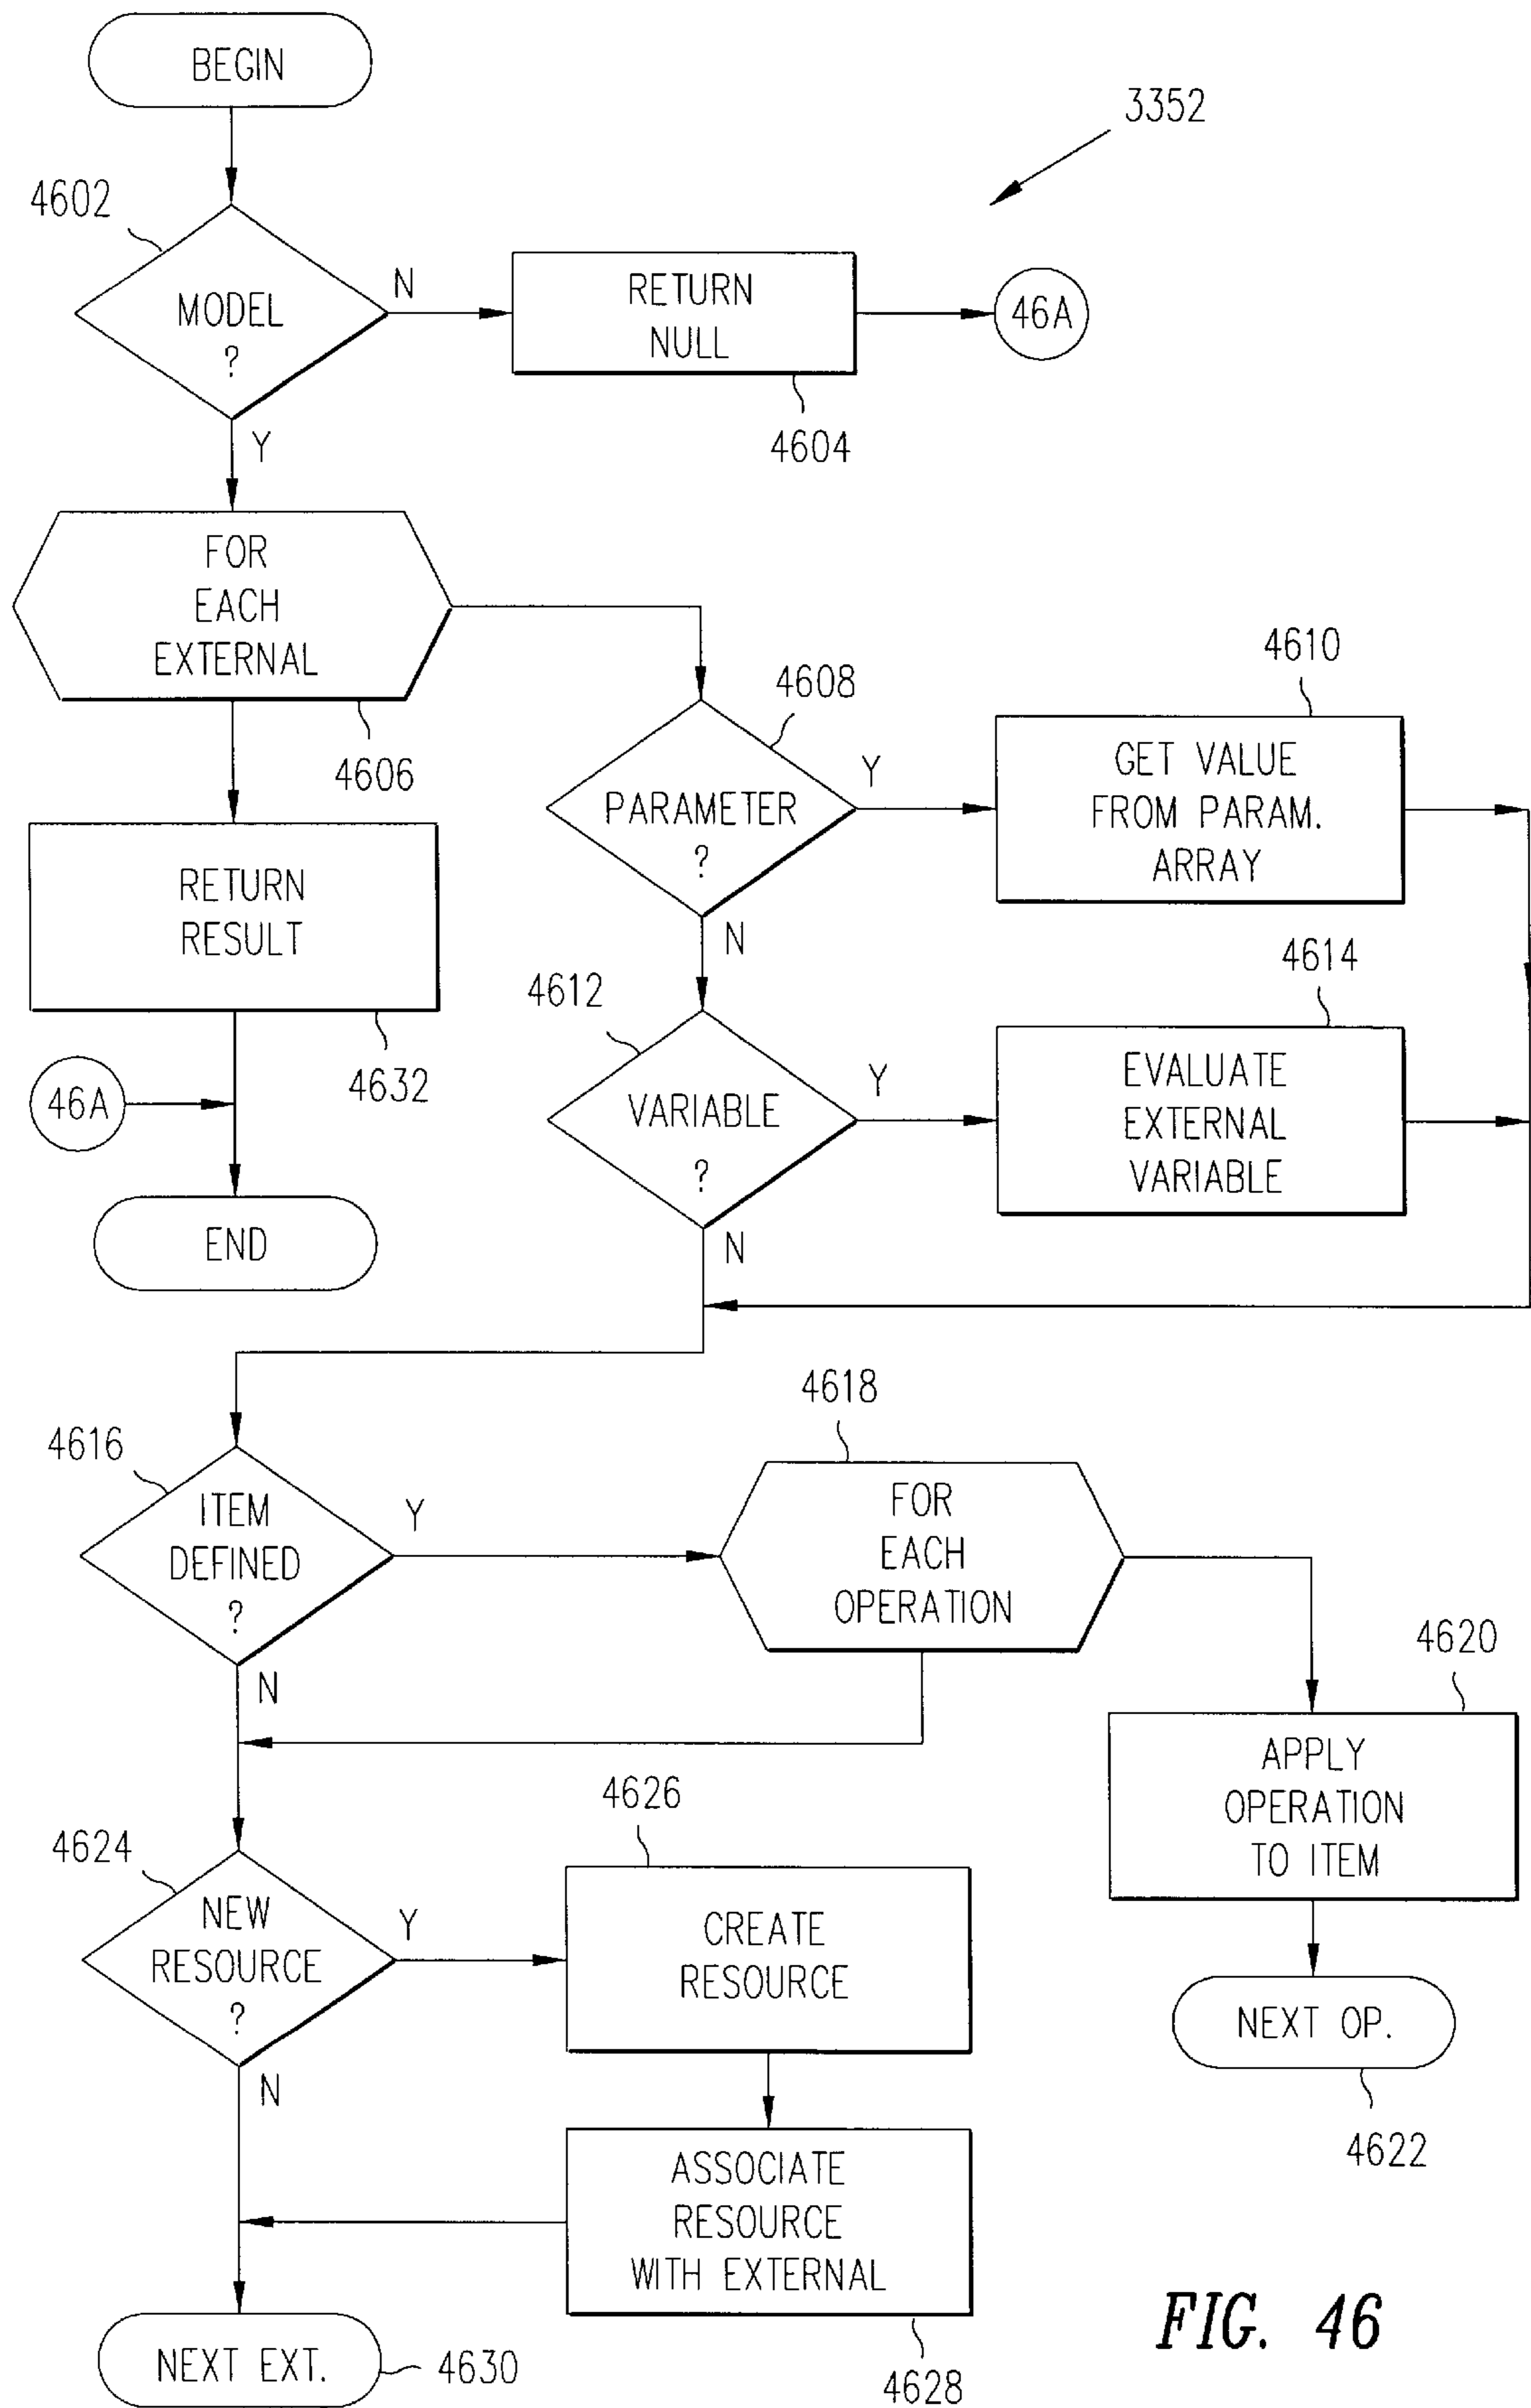 BEGIN
3352
4602
MODEL
?
N
RETURN
NULL
46A
4604
Y
FOR
EACH
EXTERNAL
4606
4608
PARAMETER
?
Y
4610
GET VALUE
FROM PARAM.
ARRAY
N
RETURN
RESULT
4632
46A
END
4612
VARIABLE
?
Y
4614
EVALUATE
EXTERNAL
VARIABLE
N
4616
ITEM
DEFINED
?
Y
4618
FOR
EACH
OPERATION
N
4620
APPLY
OPERATION
TO ITEM
NEXT OP.
4622
4624
NEW
RESOURCE
?
Y
4626
CREATE
RESOURCE
N
ASSOCIATE
RESOURCE
WITH EXTERNAL
4628
NEXT EXT.
4630
FIG. 46